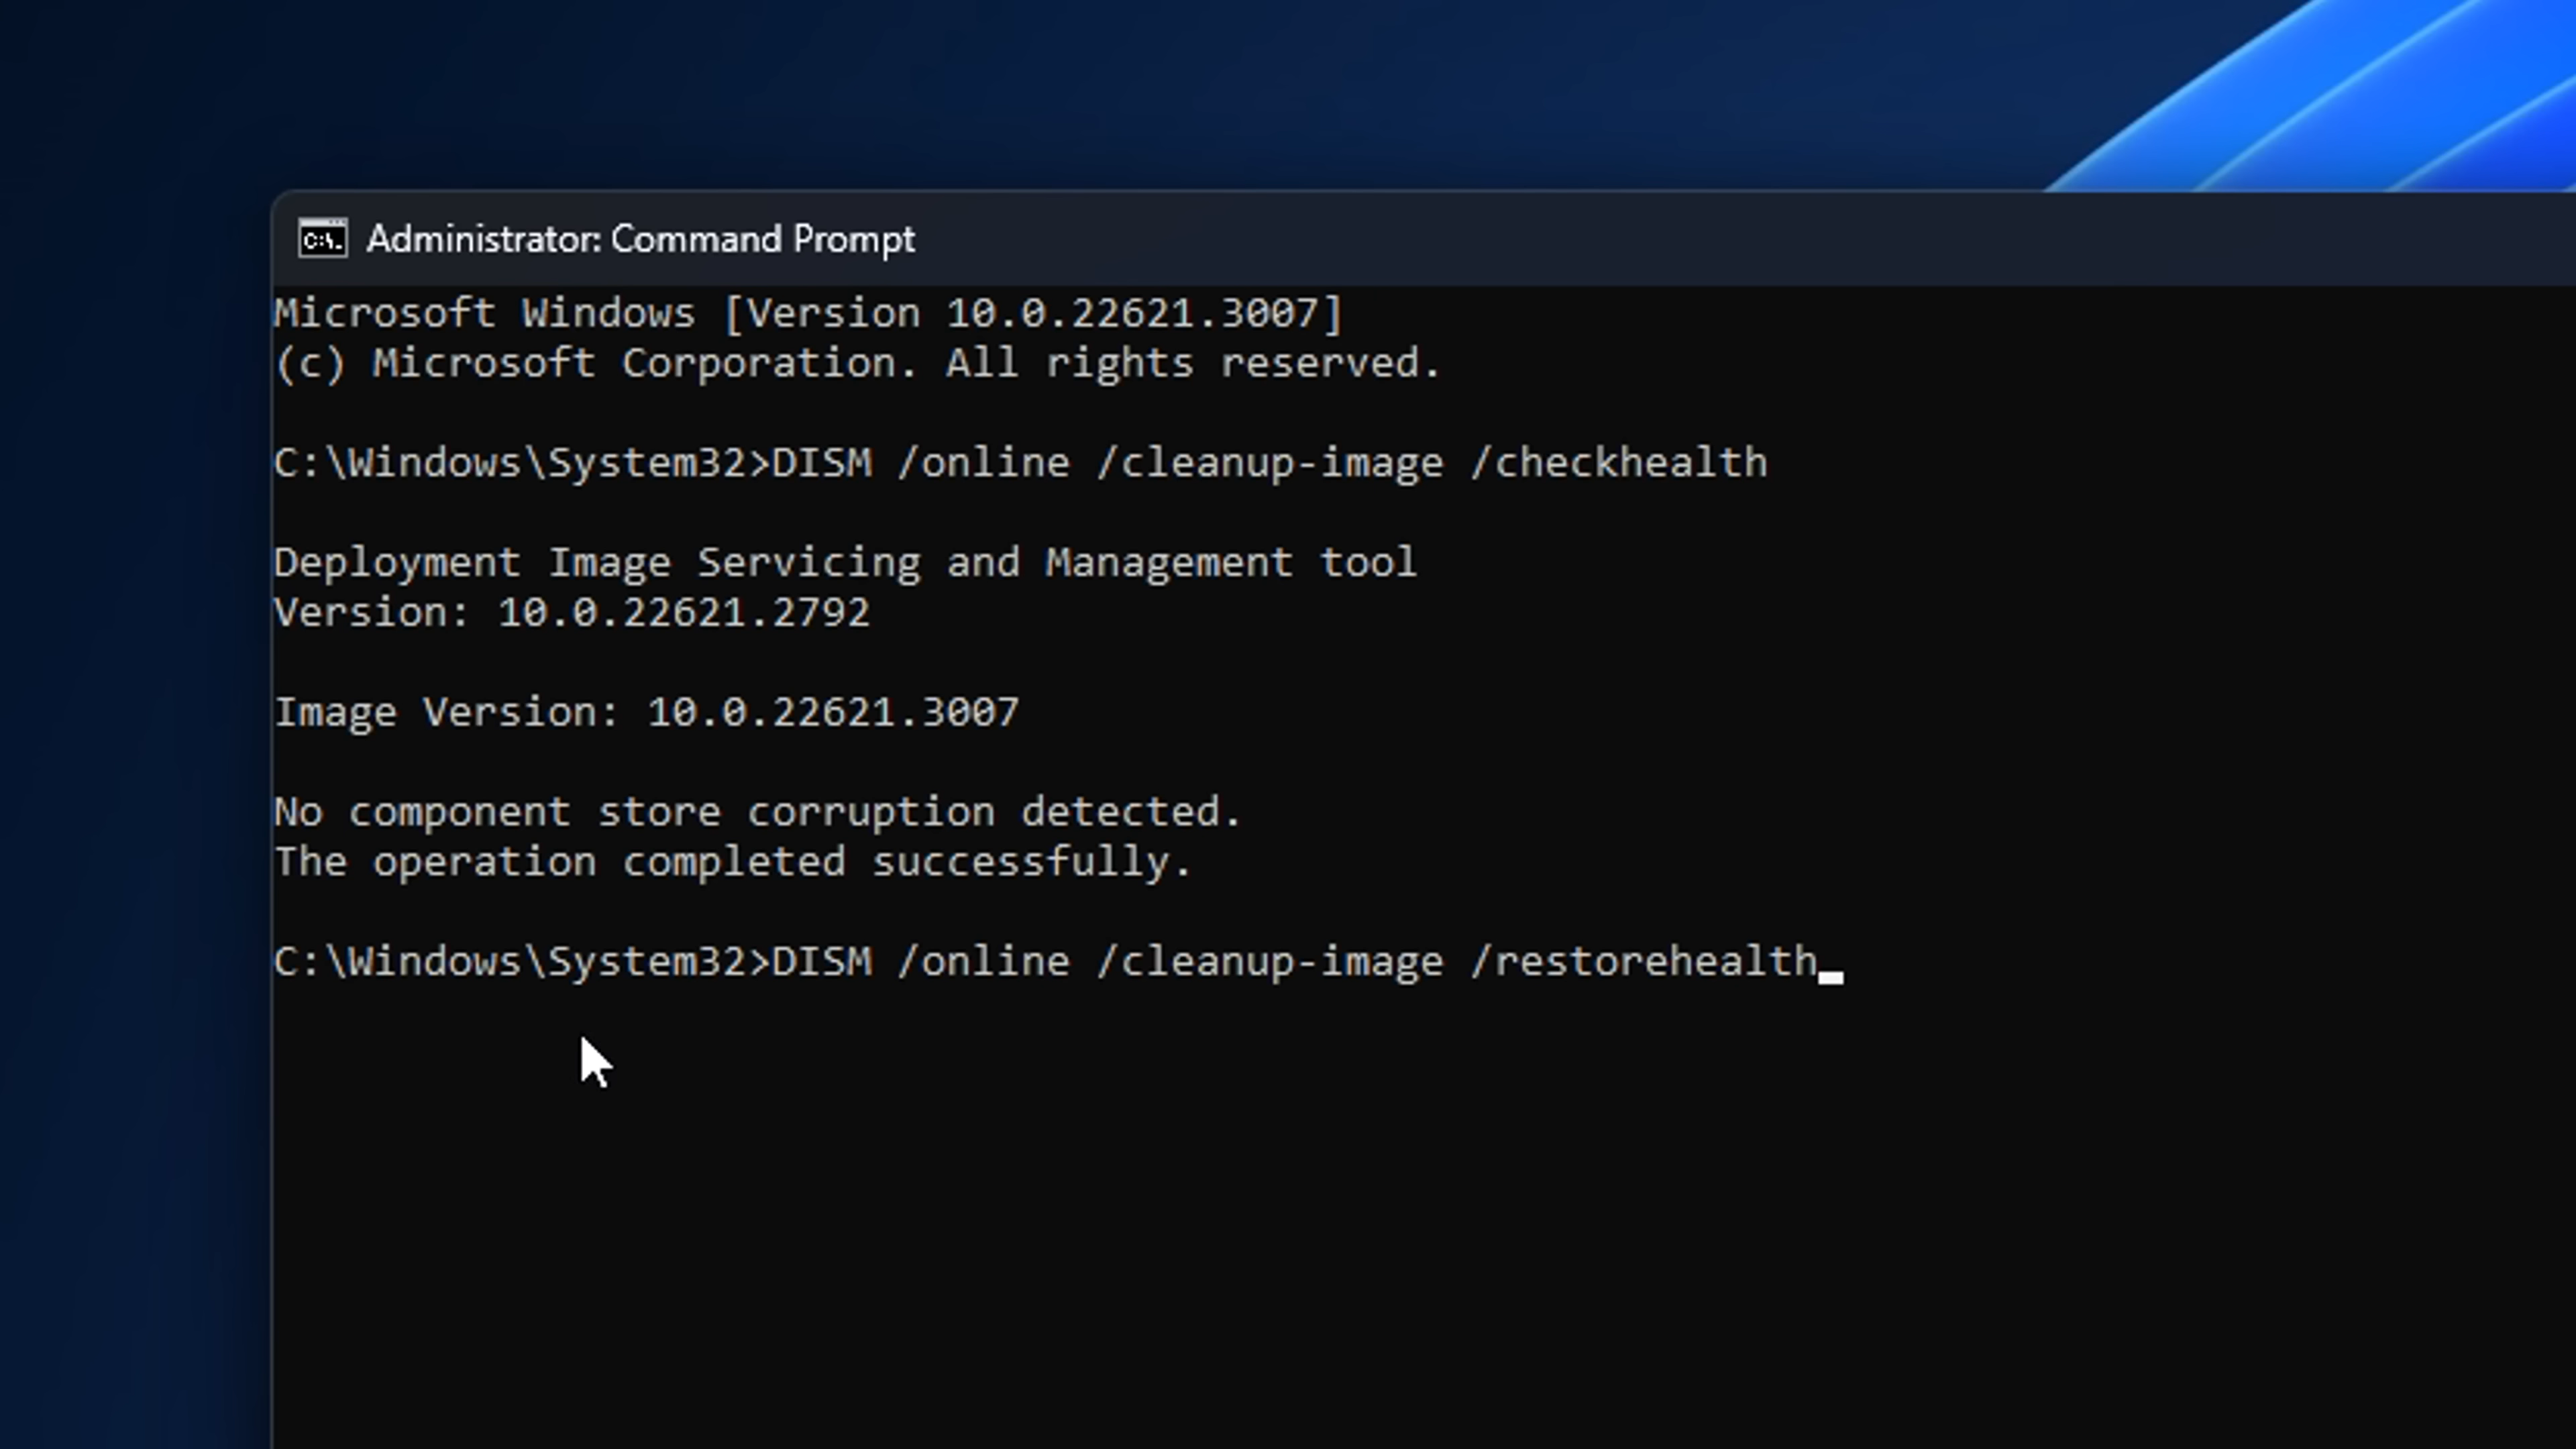 Administrator: Command Prompt
Microsoft Windows [Version 10.0.22621.3007]
(c) Microsoft Corporation. All rights reserved.
C:\Windows\System32>DISM /online /cleanup-image /checkhealth
Deployment Image Servicing and Management tool
Version: 10.0.22621.2792
Image Version: 10.0.22621.3007
No component store corruption detected.
The operation completed successfully.
C:\Windows\System32>DISM /online /cleanup-image /restorehealth